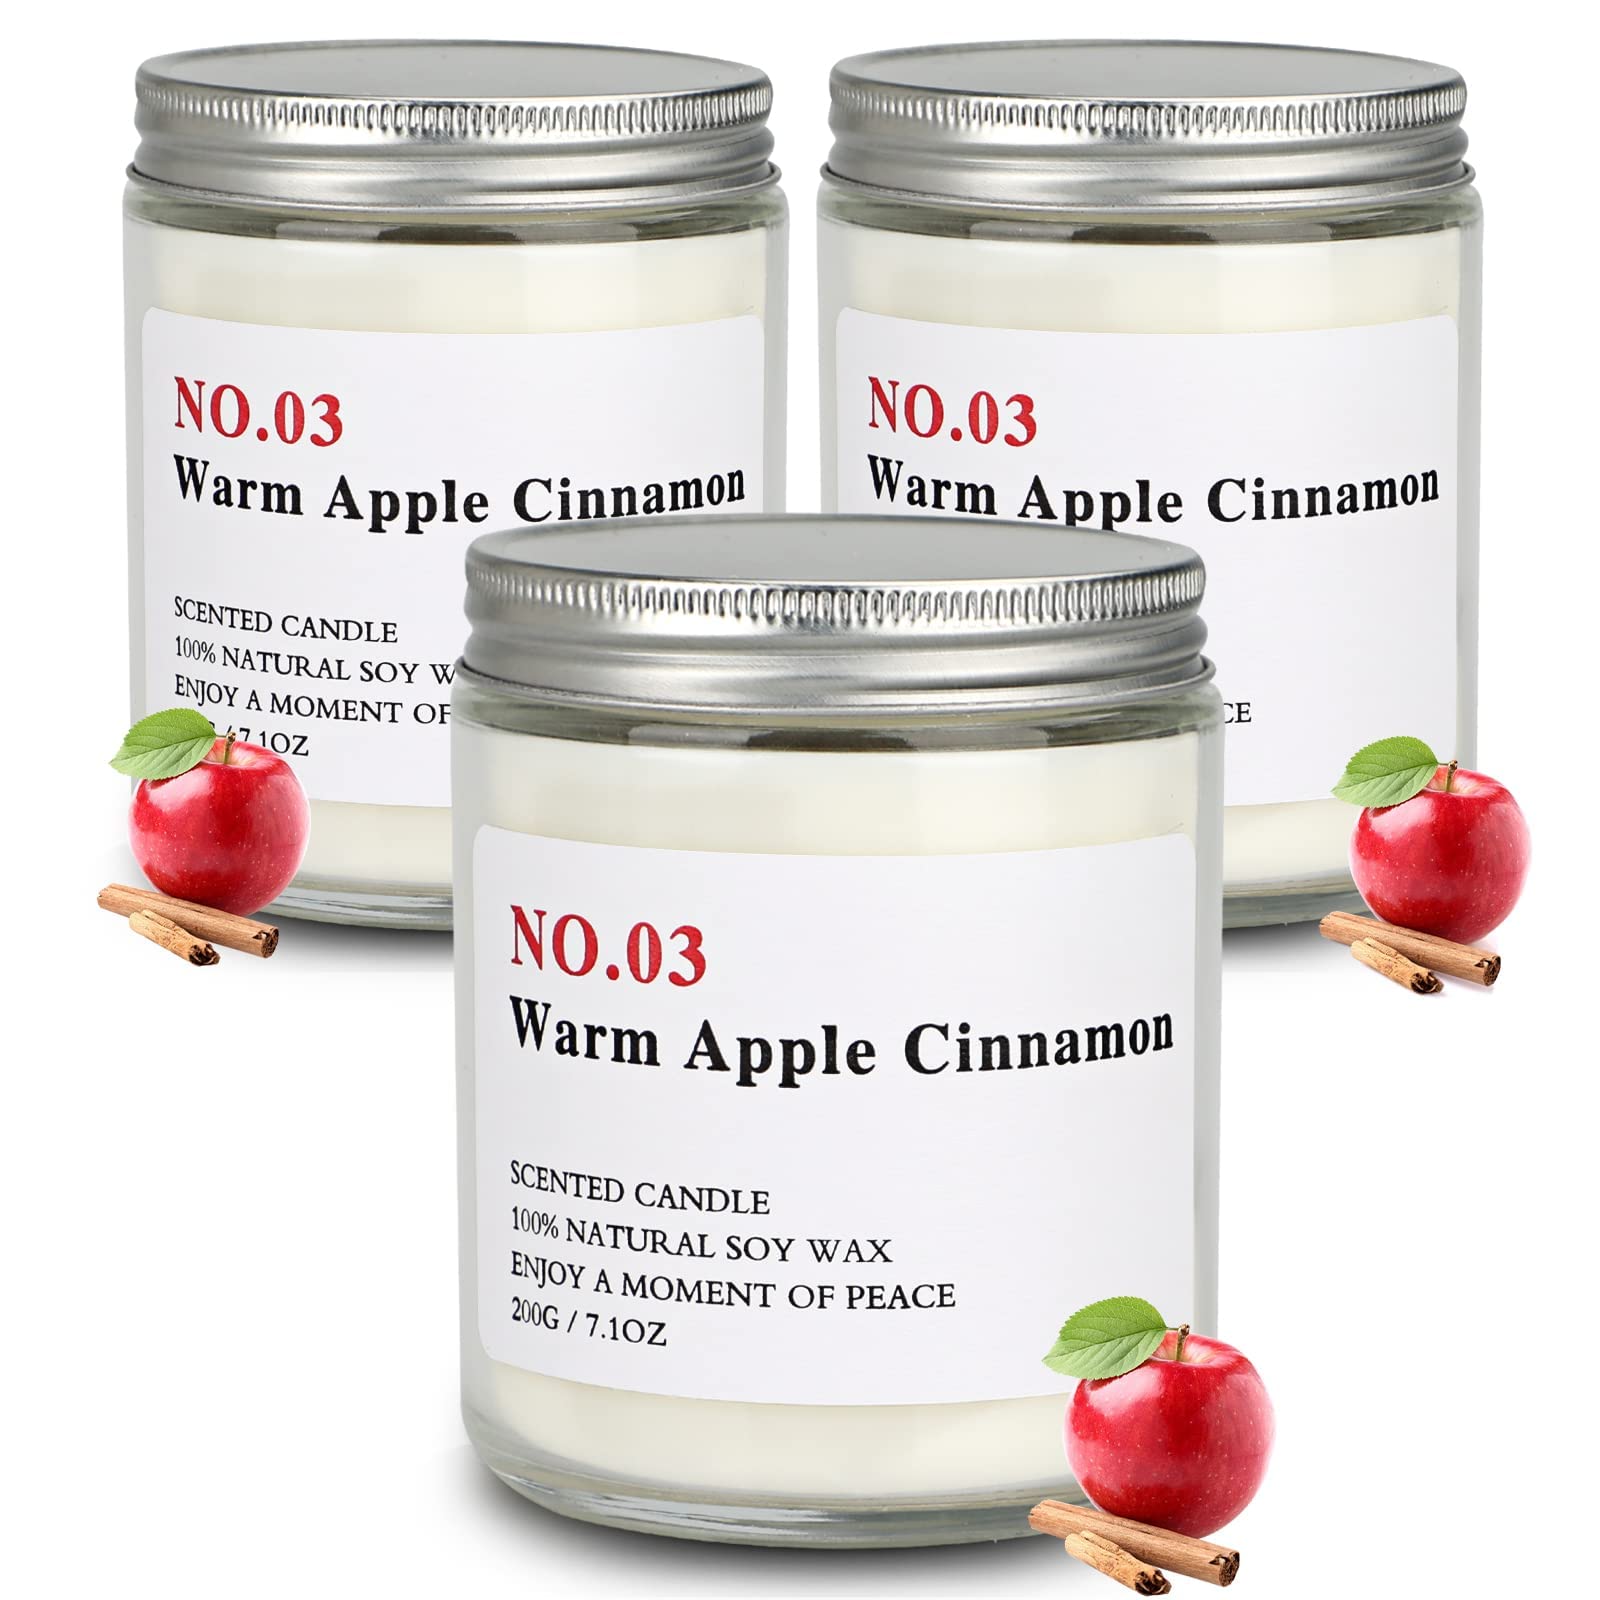 NO.03
Warm Apple Cinnamon
SCENTED CANDLE
100% NATURAL SOY
ENJOY A MOMENT OF
7.1OZ
NO.03
Warm Apple Cinnamon
NO.03
Warm Apple Cinnamon
SCENTED CANDLE
100% NATURAL SOY WAX
ENJOY A MOMENT OF PEACE
200G / 7.1OZ